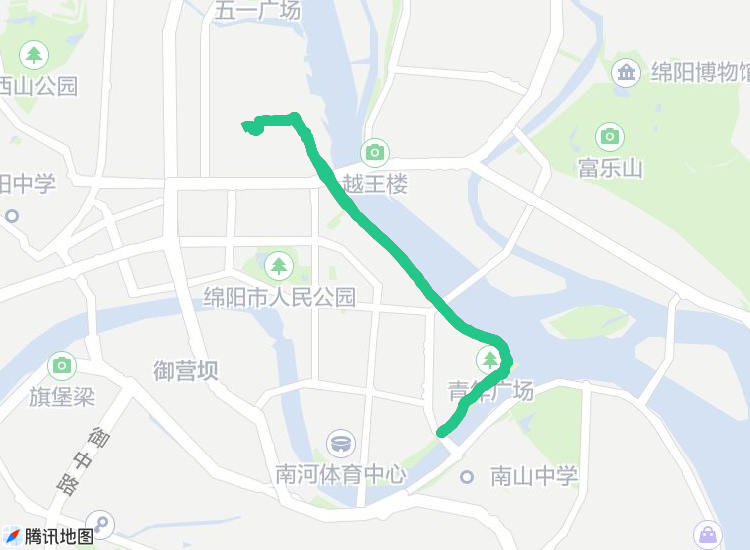 五一广场
西山公园
绵阳博物馆
富乐山
越王楼
阳中学
绵阳市人民公园
御营坝
旗堡梁
青年广场
御中路
南河体育中心
南山中学
腾讯地图